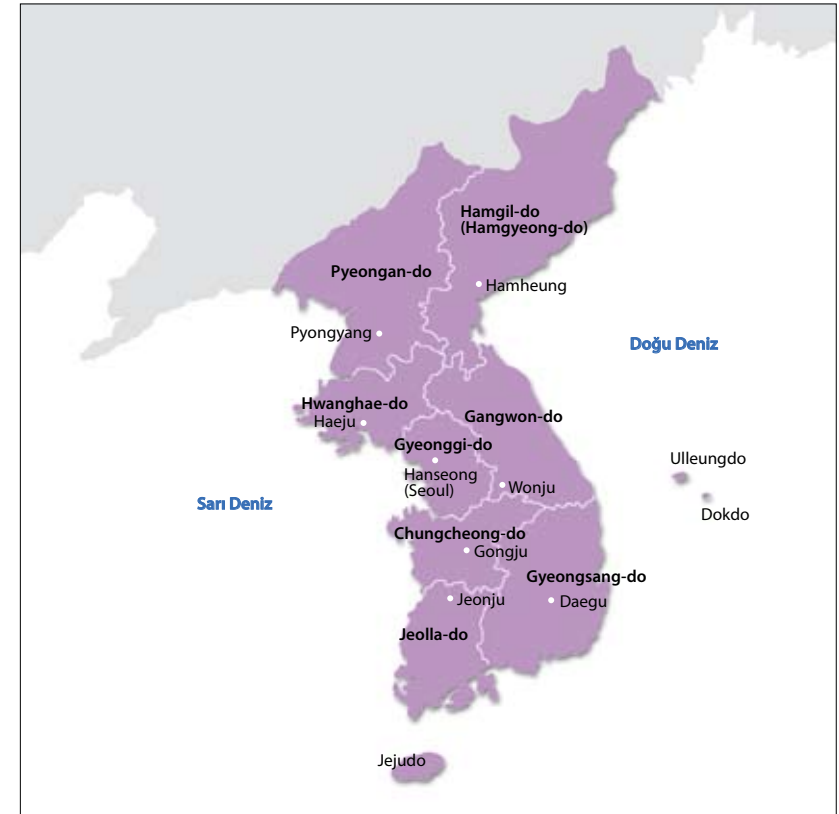 Hamgil-do
(Hamgyeong-do)
Pyeongan-do
Hamheung
Pyongyang
Doğu Deniz
Hwanghae-do
Haeju
Gangwon-do
Gyeonggi-do
Hanseong
(Seoul)
Wonju
Ulleungdo
Dokdo
Sarı Deniz
Chungcheong-do
Gongju
Gyeongsang-do
Jeonju
Daegu
Jeolla-do
Jejudo